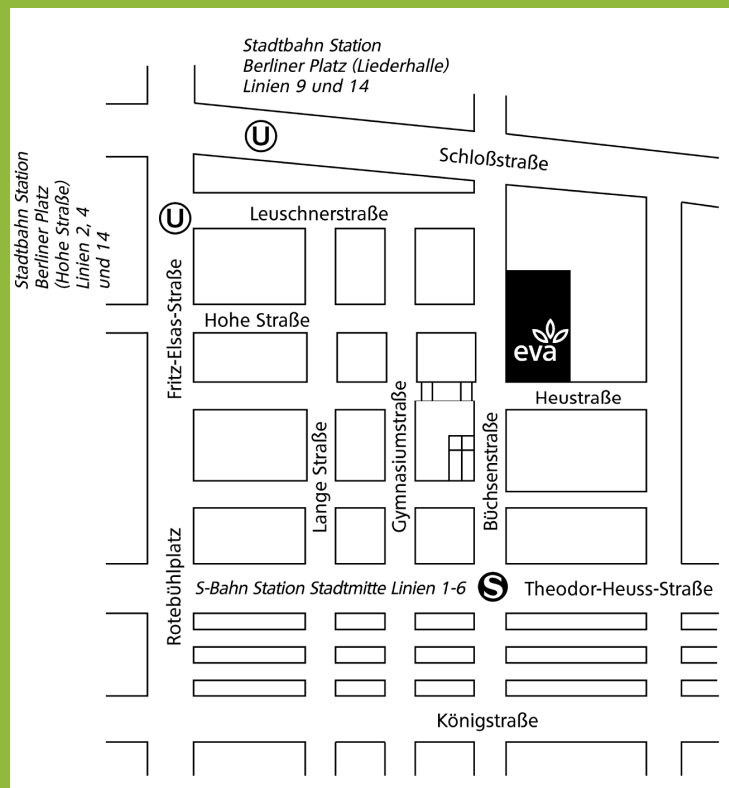 Stadtbahn Station
Berliner Platz (Liederhalle)
Linien 9 und 14
U
Schloßstraße
Stadtbahn Station
Berliner Platz
(Hohe Straße)
Linien 2, 4
und 14
U
Leuschnerstraße
Fritz-Elsas-Straße
Hohe Straße
eva
Heustraße
Lange Straße
Gymnasiumstraße
Büchsenstraße
Rotebühlplatz
S-Bahn Station Stadtmitte Linien 1-6
S
Theodor-Heuss-Straße
Königstraße